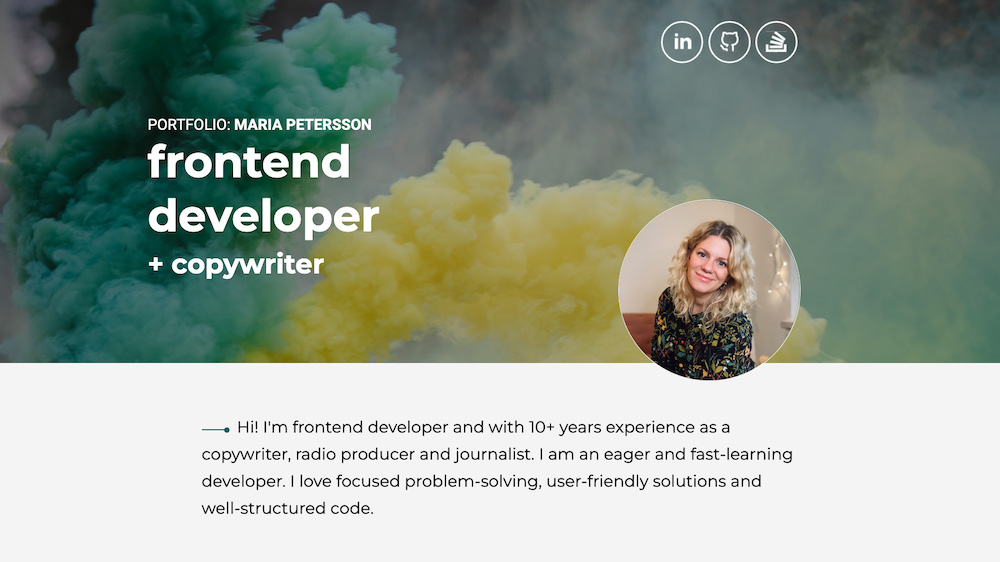 in
PORTFOLIO: MARIA PETERSSON
frontend
developer
+ copywriter
Hi! I'm frontend developer and with 10+ years experience as a
copywriter, radio producer and journalist. I am an eager and fast-learning
developer. I love focused problem-solving, user-friendly solutions and
well-structured code.